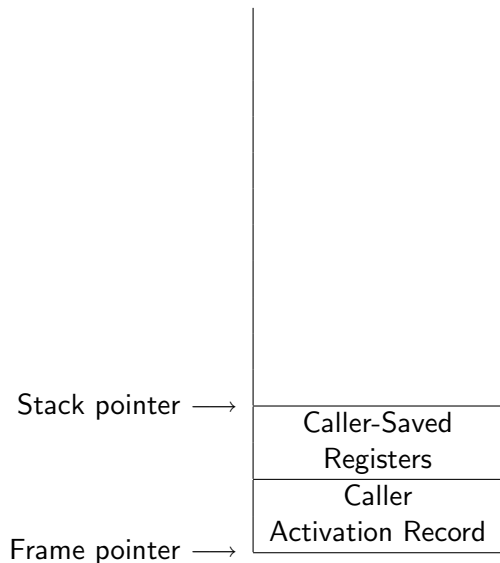 Stack pointer →
Caller-Saved
Registers
Caller
Activation Record
Frame pointer →